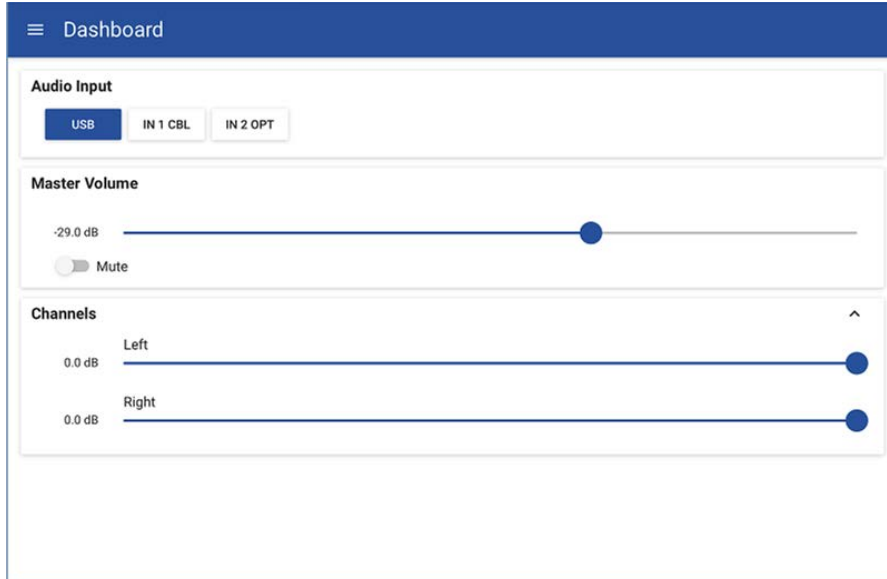 Dashboard
Audio Input
USB IN 1 CBL IN 2 OPT
Master Volume
-29.0 dB
Mute
Channels
Left
0.0 dB
Right
0.0 dB